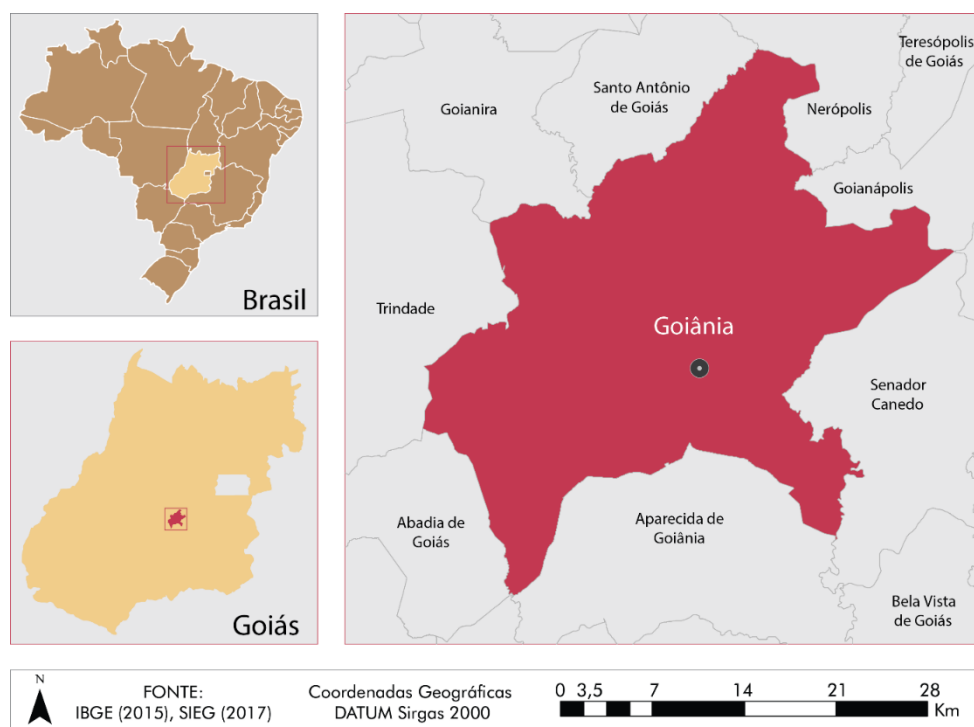 Brasil
Goiás
Teresópolis
de Goiás
Santo Antônio
de Goiás
Goianira
Nerópolis
Goianápolis
Trindade
Goiânia
Senador
Canedo
Abadia de
Goiás
Aparecida de
Goiânia
Bela Vista
de Goiás
N
FONTE:
IBGE (2015), SIEG (2017)
Coordenadas Geográficas
DATUM Sirgas 2000
0 3,5 7 14 21 28
Km